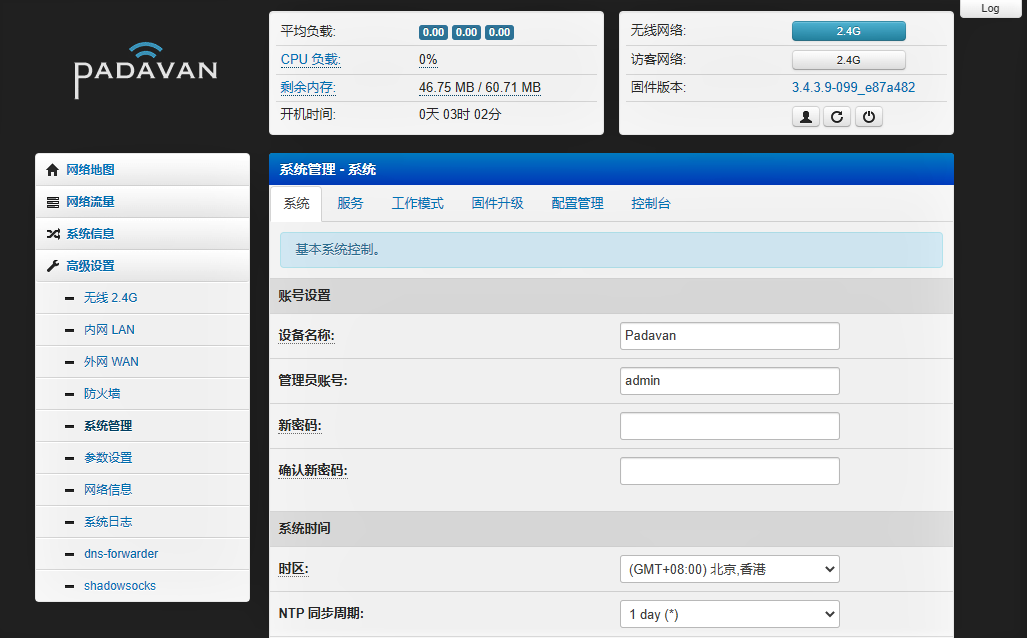 Log
PADAVAN
平均负载: 0.00 0.00 0.00
CPU 负载: 0%
剩余内存: 46.75 MB / 60.71 MB
开机时间: 0天 03时 02分
无线网络: 2.4G
访客网络: 2.4G
固件版本: 3.4.3.9-099_e87a482
网络地图
网络流量
系统信息
高级设置
无线 2.4G
内网 LAN
外网 WAN
防火墙
系统管理
参数设置
网络信息
系统日志
dns-forwarder
shadowsocks
系统管理 - 系统
系统 服务 工作模式 固件升级 配置管理 控制台
基本系统控制。
账号设置
设备名称: Padavan
管理员账号: admin
新密码:
确认新密码:
系统时间
时区: (GMT+08:00) 北京,香港
NTP 同步周期: 1 day (*)